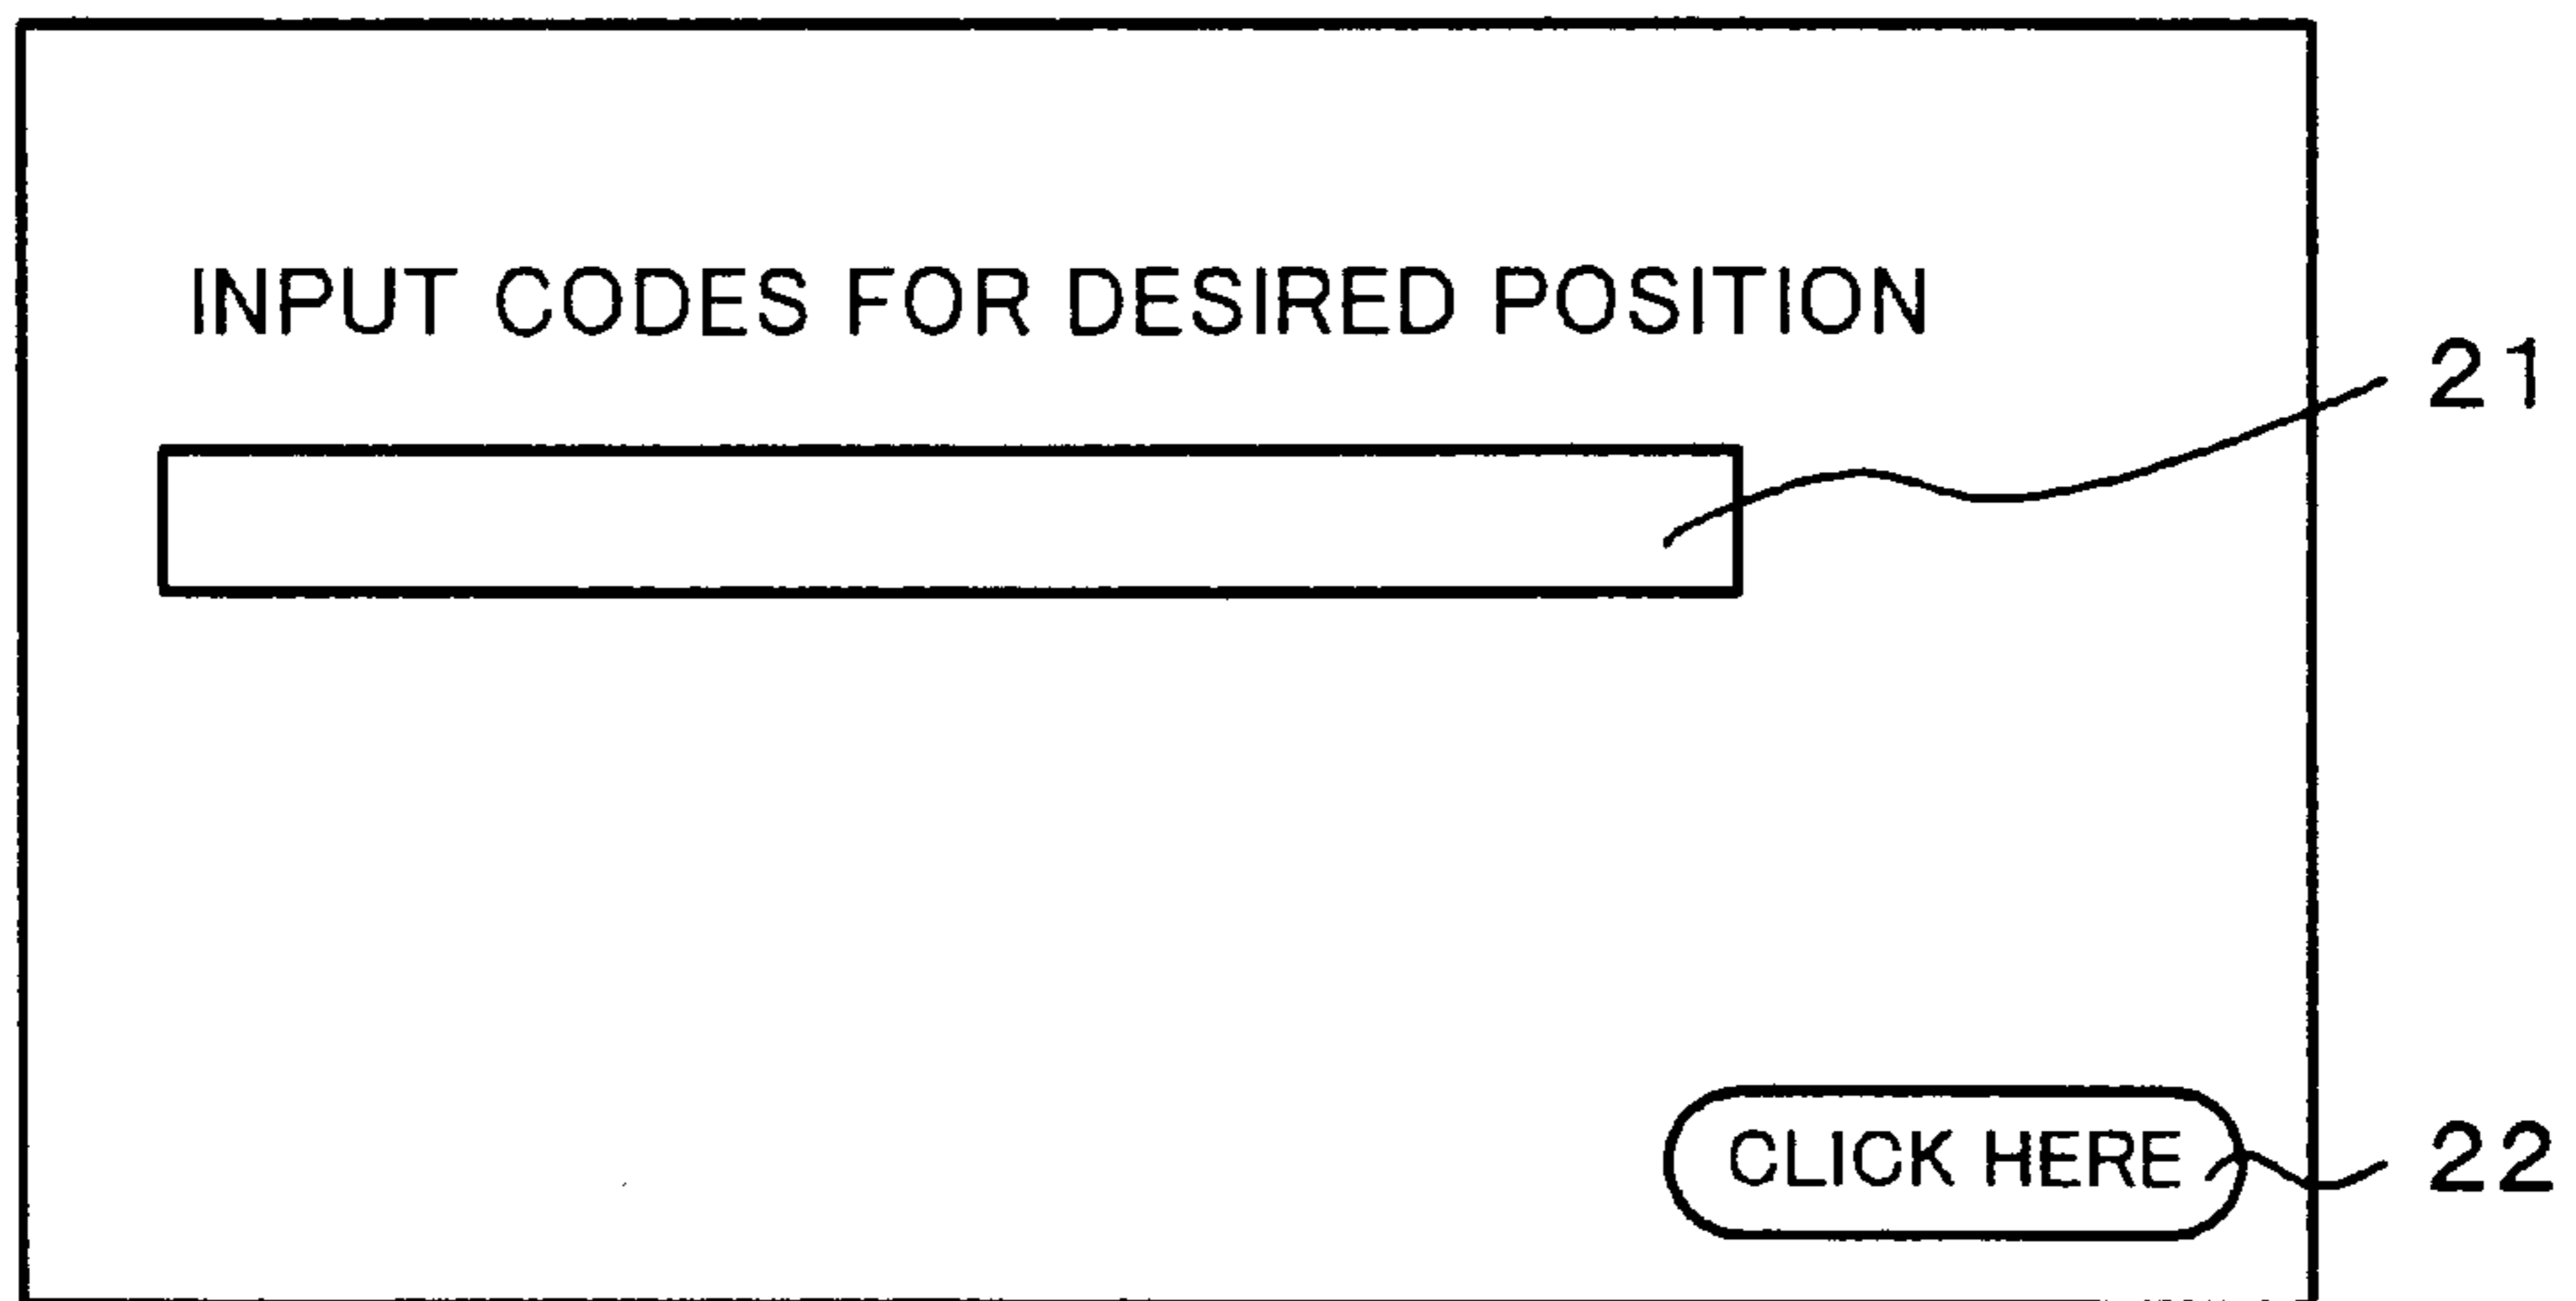 INPUT CODES FOR DESIRED POSITION
21
CLICK HERE
22